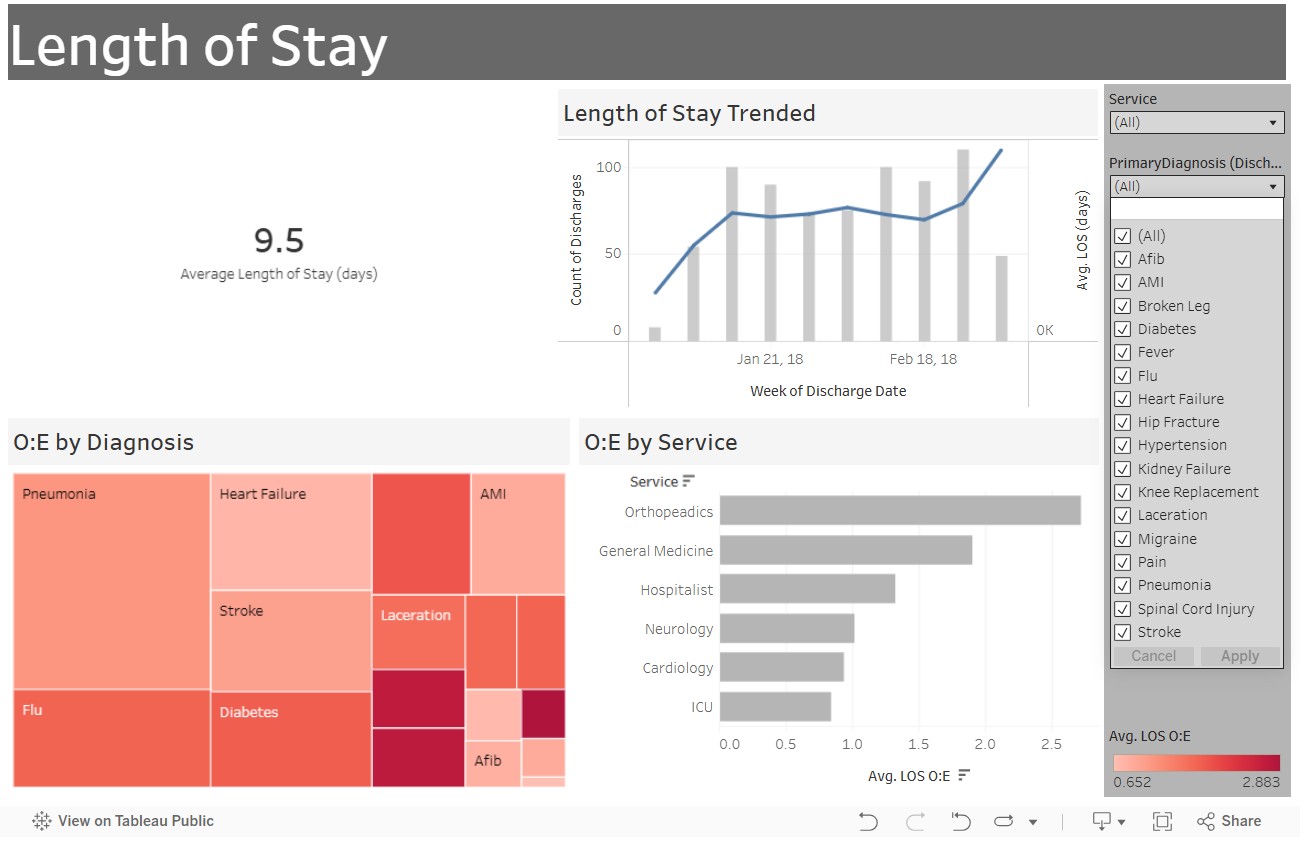 Length of Stay
9.5
Average Length of Stay (days)
Length of Stay Trended
Count of Discharges
100
50
0
Avg. LOS (days)
0K
Jan 21, 18
Feb 18, 18
Week of Discharge Date
Service
(All)
PrimaryDiagnosis (Disch...
(All)
(All)
Afib
AMI
Broken Leg
Diabetes
Fever
Flu
Heart Failure
Hip Fracture
Hypertension
Kidney Failure
Knee Replacement
Laceration
Migraine
Pain
Pneumonia
Spinal Cord Injury
Stroke
Cancel
Apply
Avg. LOS O:E
0.652
2.883
O:E by Diagnosis
Pneumonia
Heart Failure
AMI
Stroke
Laceration
Flu
Diabetes
Afib
O:E by Service
Service
Orthopeadics
General Medicine
Hospitalist
Neurology
Cardiology
ICU
0.0
0.5
1.0
1.5
2.0
2.5
Avg. LOS O:E
View on Tableau Public
Share